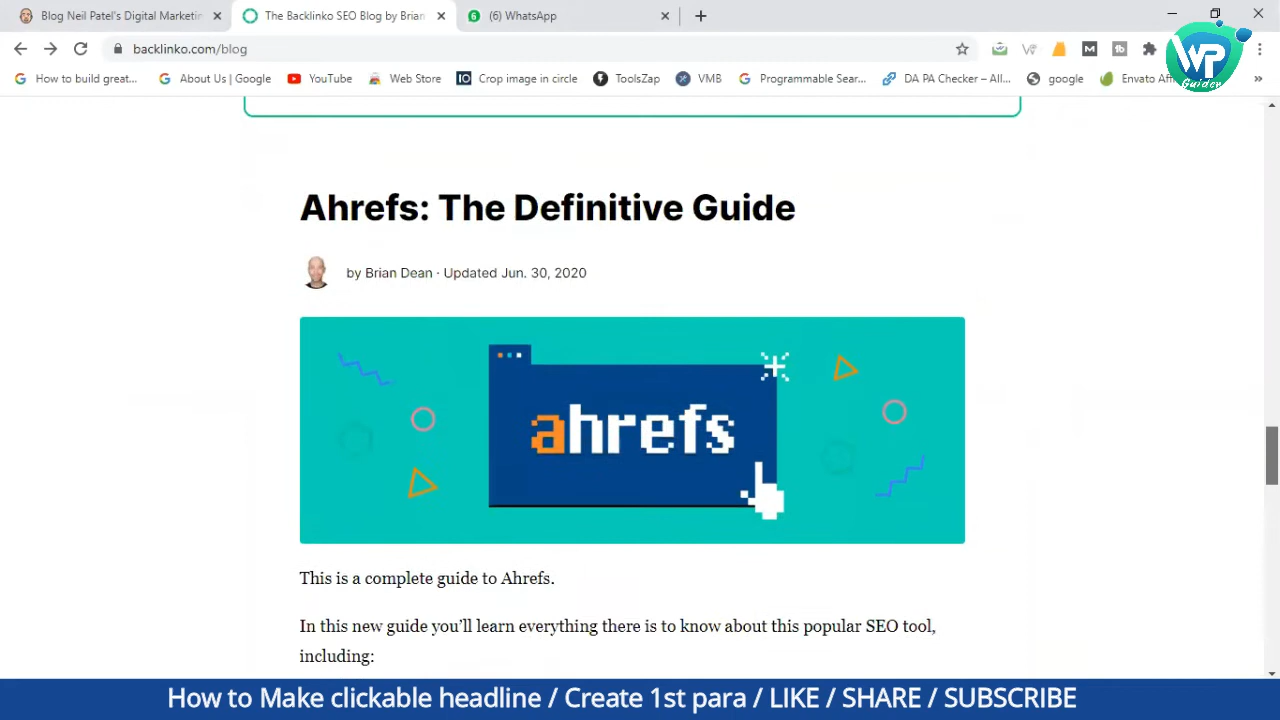 Blog Neil Patel's Digital Marketin
The Backlinko SEO Blog by Brian
6
(6) WhatsApp
backlinko.com/blog
How to build great...
About Us | Google
YouTube
Web Store
IO
Crop image in circle
ToolsZap
VMB
Programmable Sear...
DA PA Checker – All...
google
Envato Aff
»
WP
Guider
Ahrefs: The Definitive Guide
by Brian Dean · Updated Jun. 30, 2020
ahrefs
This is a complete guide to Ahrefs.
In this new guide you'll learn everything there is to know about this popular SEO tool,
including:
How to Make clickable headline / Create 1st para / LIKE / SHARE / SUBSCRIBE